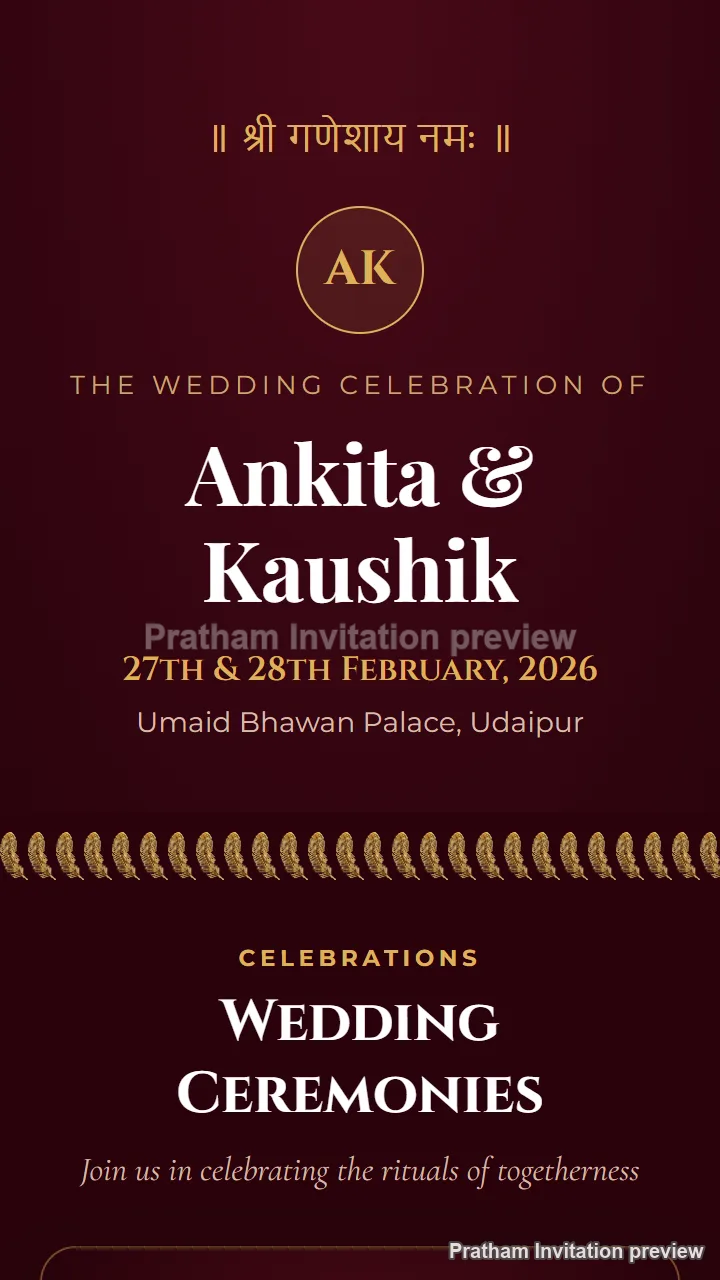 ॥ श्री गणेशाय नमः ॥
AK
THE WEDDING CELEBRATION OF
Ankita &
Kaushik
Pratham Invitation preview
27th & 28th February, 2026
Umaid Bhawan Palace, Udaipur
CELEBRATIONS
Wedding
Ceremonies
Join us in celebrating the rituals of togetherness
Pratham Invitation preview